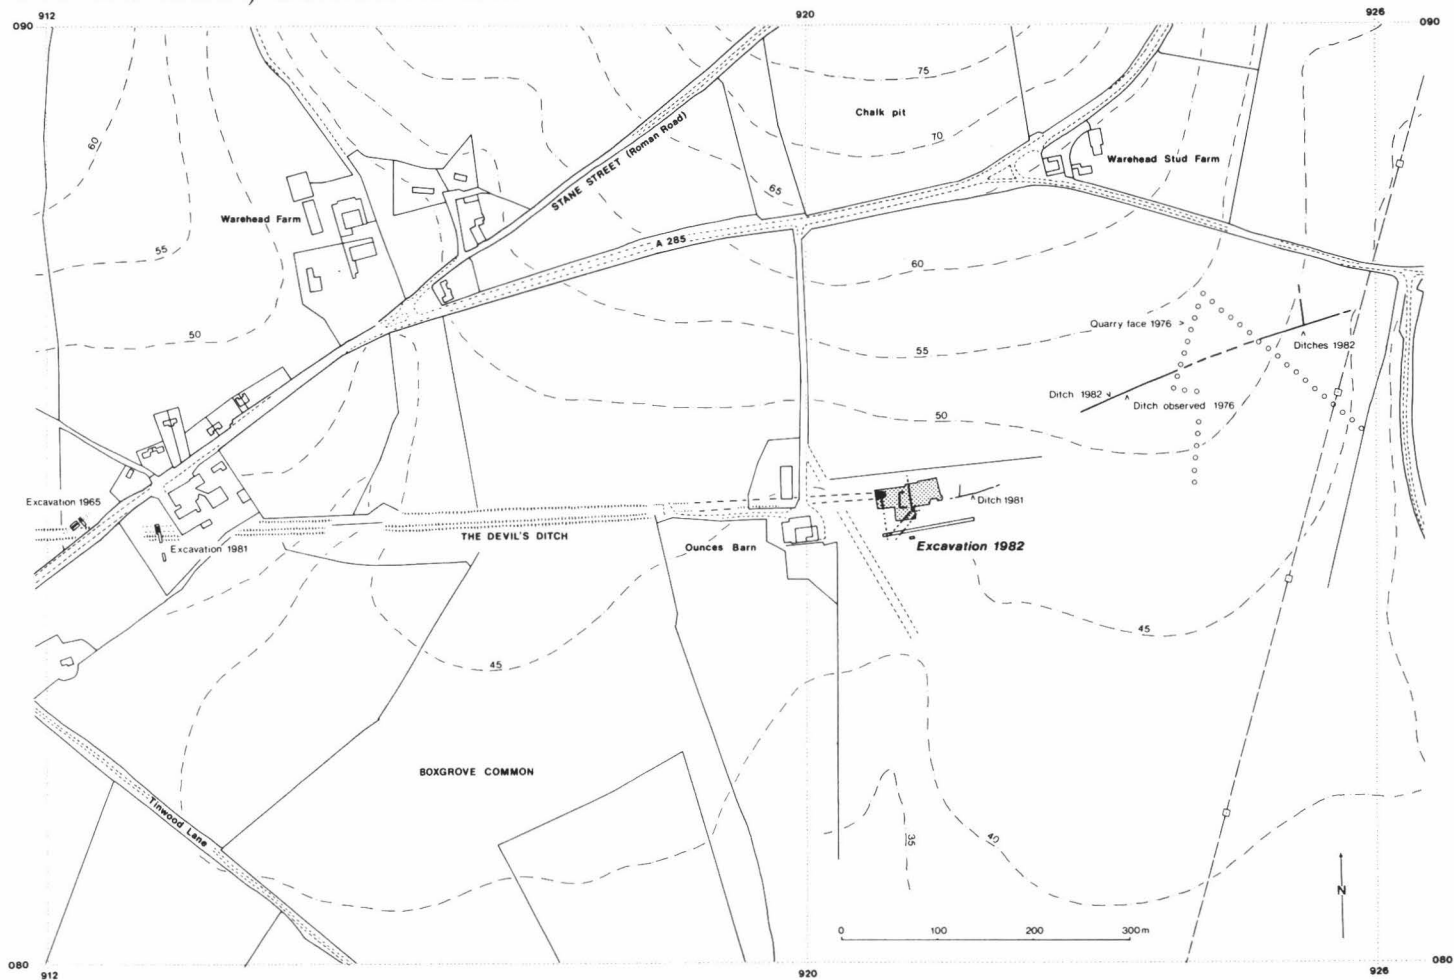 912
920
926
090
090
75
Chalk pit
60
70
STANE STREET (Roman Road)
Warehead Stud Farm
65
Warehead Farm
A 285
55
60
Quarry face 1976 >
50
55
Ditches 1982
Ditch 1982
Ditch observed 1976
50
Excavation 1965
Ditch 1981
THE DEVIL'S DITCH
Excavation 1981
Ounces Barn
Excavation 1982
45
45
BOXGROVE COMMON
Tinwood Lane
35
40
N
0 100 200 300m
080
080
912
920
926